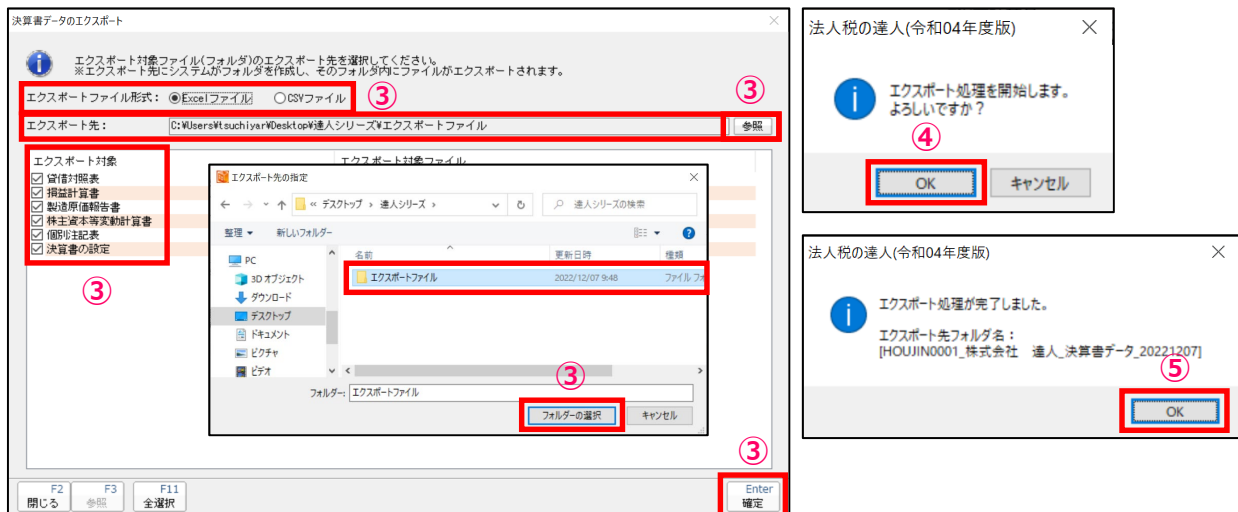 決算書データのエクスポート
エクスポート対象ファイル(フォルダ)のエクスポート先を選択してください。
※エクスポート先にシステムがフォルダを作成し、そのフォルダ内にファイルがエクスポートされます。
エクスポートファイル形式： Excelファイル CSVファイル
③
③
エクスポート先： C:¥Users¥tsuchiyar¥Desktop¥達人シリーズ¥エクスポートファイル 参照
エクスポート対象 エクスポート対象ファイル
貸借対照表
損益計算書
製造原価報告書
株主資本等変動計算書
個別注記表
決算書の設定
③
エクスポート先の指定
« デスクトップ › 達人シリーズ › 達人シリーズの検索
整理 新しいフォルダー
名前 更新日時 種類
エクスポートファイル 2022/12/07 9:48 ファイル フォ
PC
3D オブジェクト
ダウンロード
デスクトップ
ドキュメント
ピクチャ
ビデオ
③
フォルダー: エクスポートファイル
フォルダーの選択 キャンセル
③
F2 閉じる F3 参照 F11 全選択 Enter 確定
法人税の達人(令和04年度版)
エクスポート処理を開始します。
よろしいですか？
④
OK キャンセル
法人税の達人(令和04年度版)
エクスポート処理が完了しました。
エクスポート先フォルダ名：
[HOUJIN0001_株式会社　達人_決算書データ_20221207]
⑤
OK